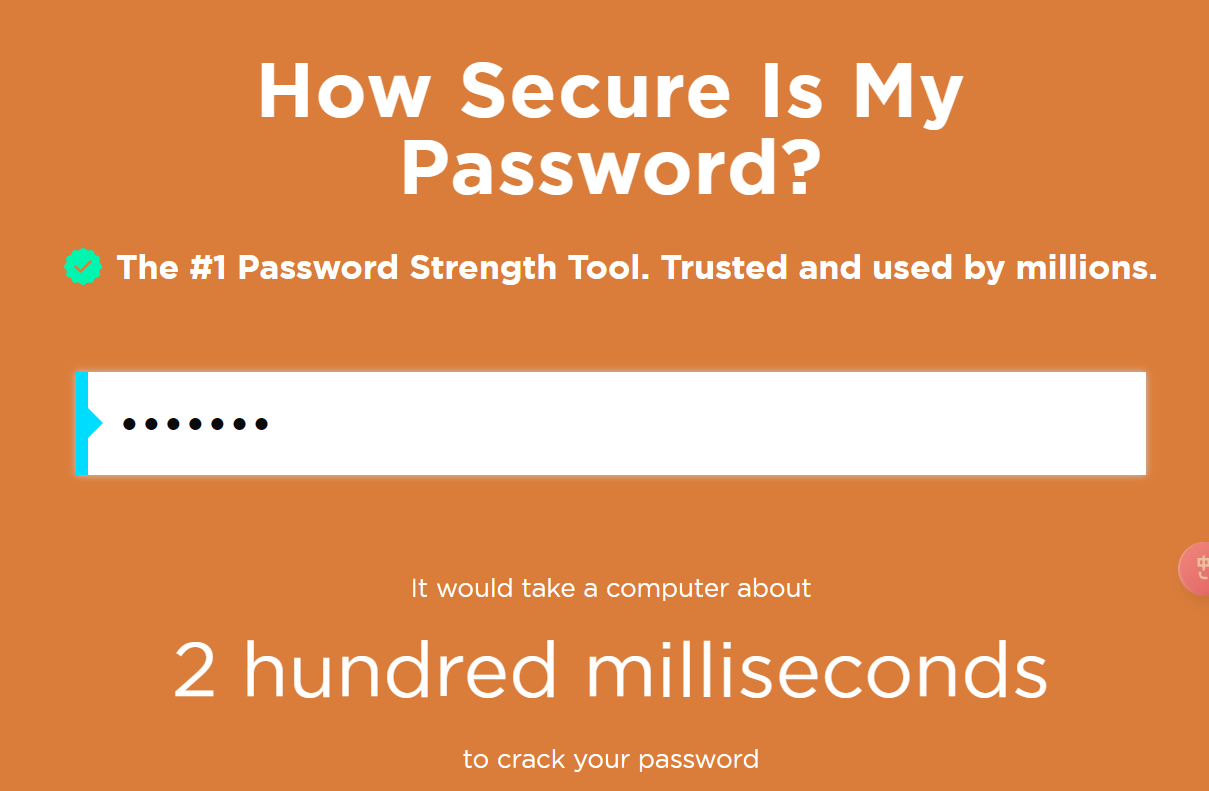 How Secure Is My
Password?
The #1 Password Strength Tool. Trusted and used by millions.
•••••••
It would take a computer about
2 hundred milliseconds
to crack your password